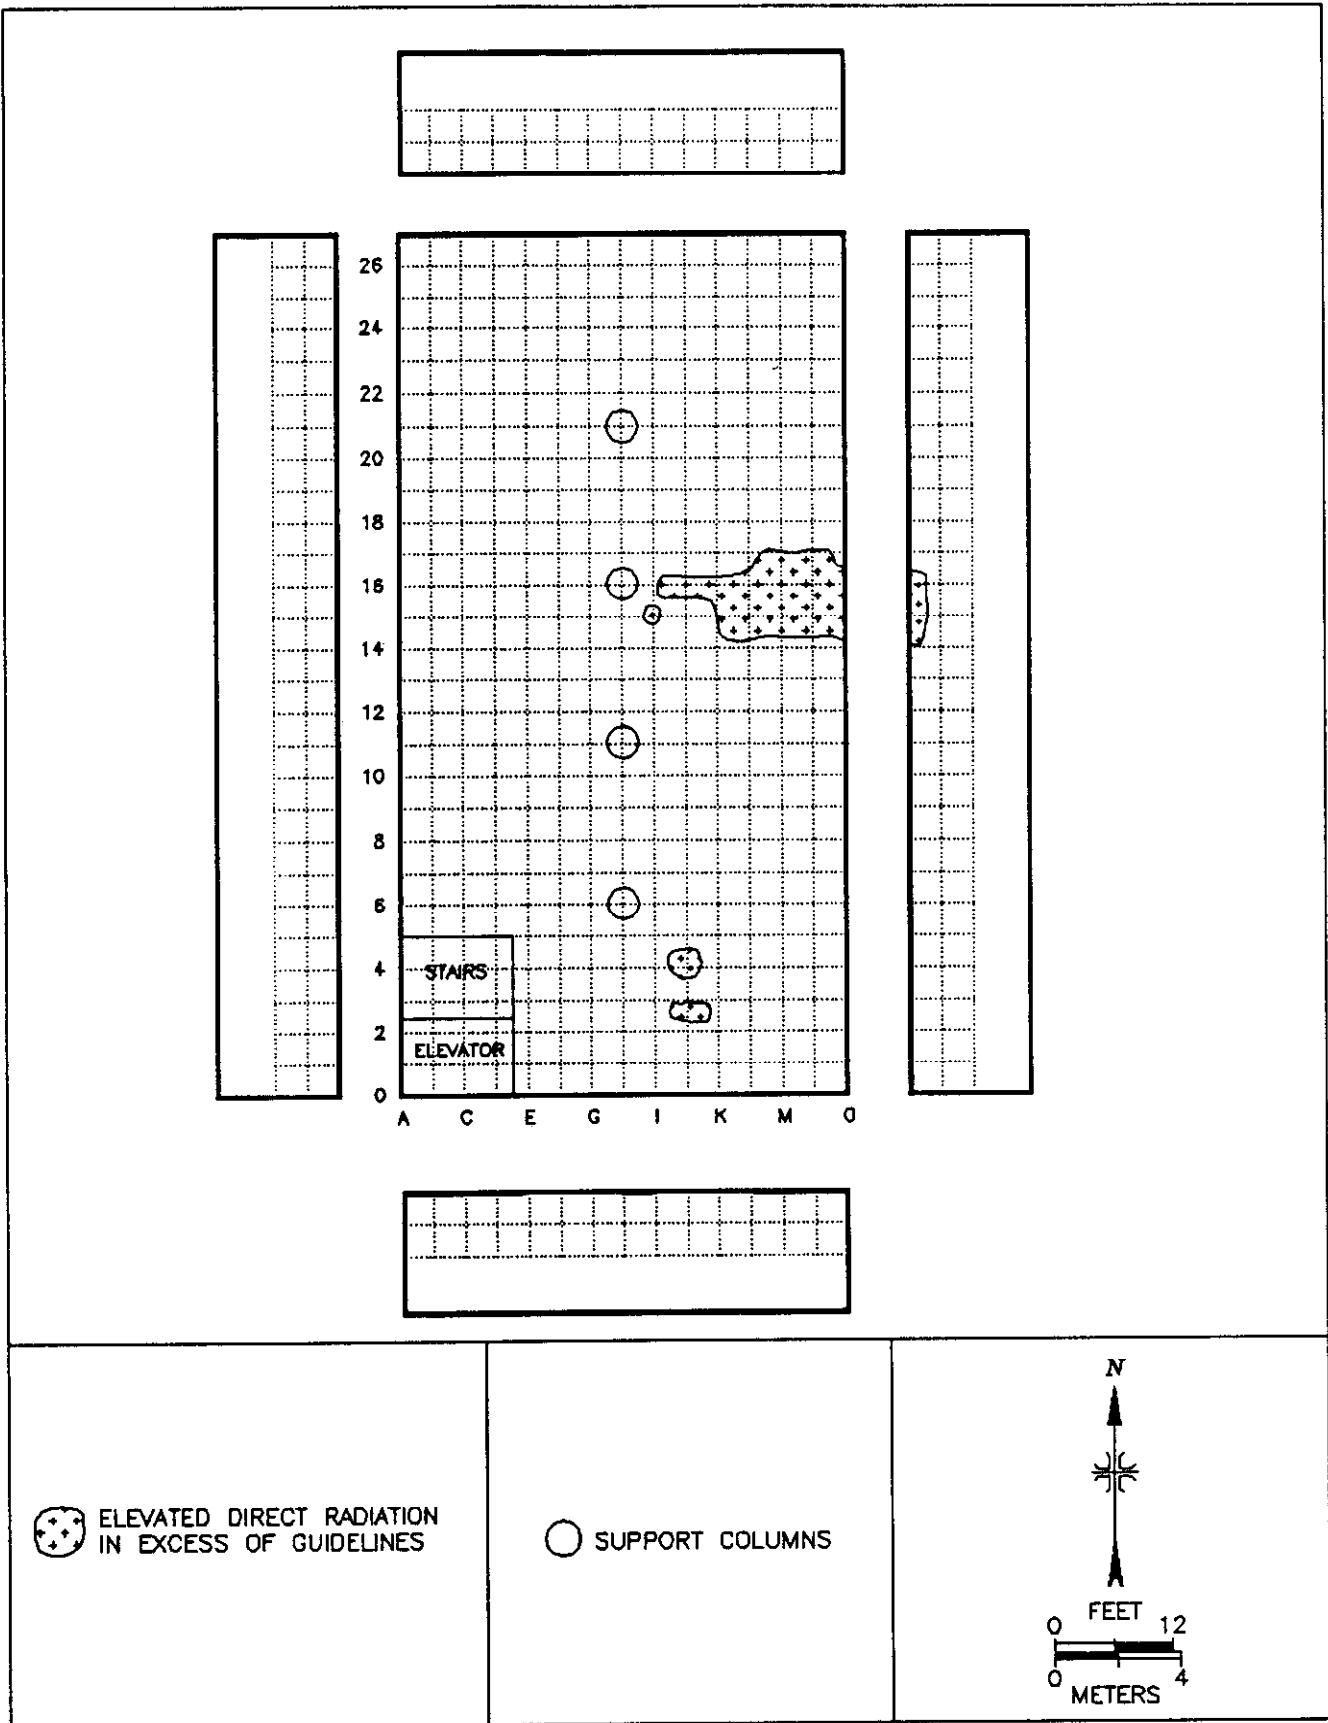 26
24
22
20
18
16
14
12
10
8
6
4
STAIRS
2
ELEVATOR
0
A C E G I K M O
N
ELEVATED DIRECT RADIATION
IN EXCESS OF GUIDELINES
SUPPORT COLUMNS
FEET
0 12
0 4
METERS